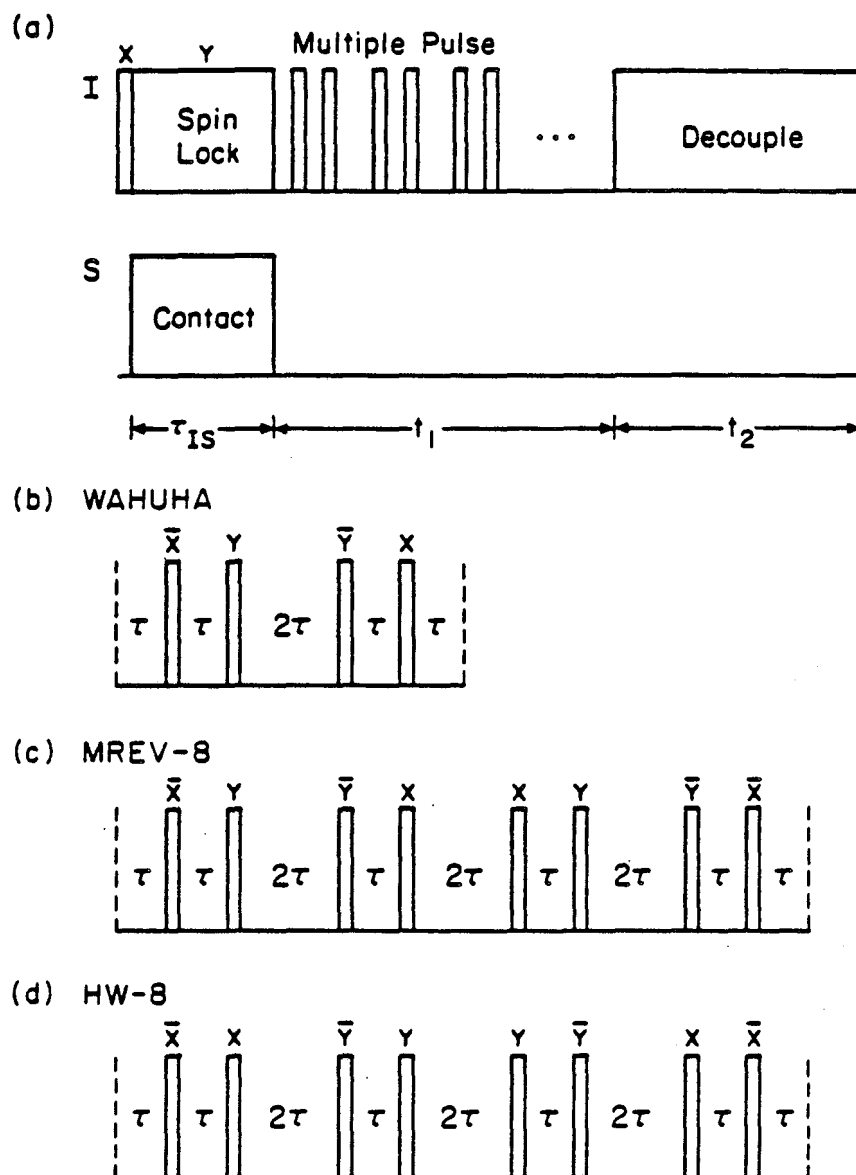 (a)
X Y Multiple Pulse
I
Spin Lock
...
Decouple
S
Contact
τ_IS t₁ t₂
(b) WAHUHA
X̅ Y Y̅ X
τ τ 2τ τ τ
(c) MREV-8
X̅ Y Y̅ X X Y Y̅ X̅
τ τ 2τ τ 2τ τ 2τ τ τ
(d) HW-8
X̅ X Y̅ Y Y Y̅ X X̅
τ τ 2τ τ 2τ τ 2τ τ τ